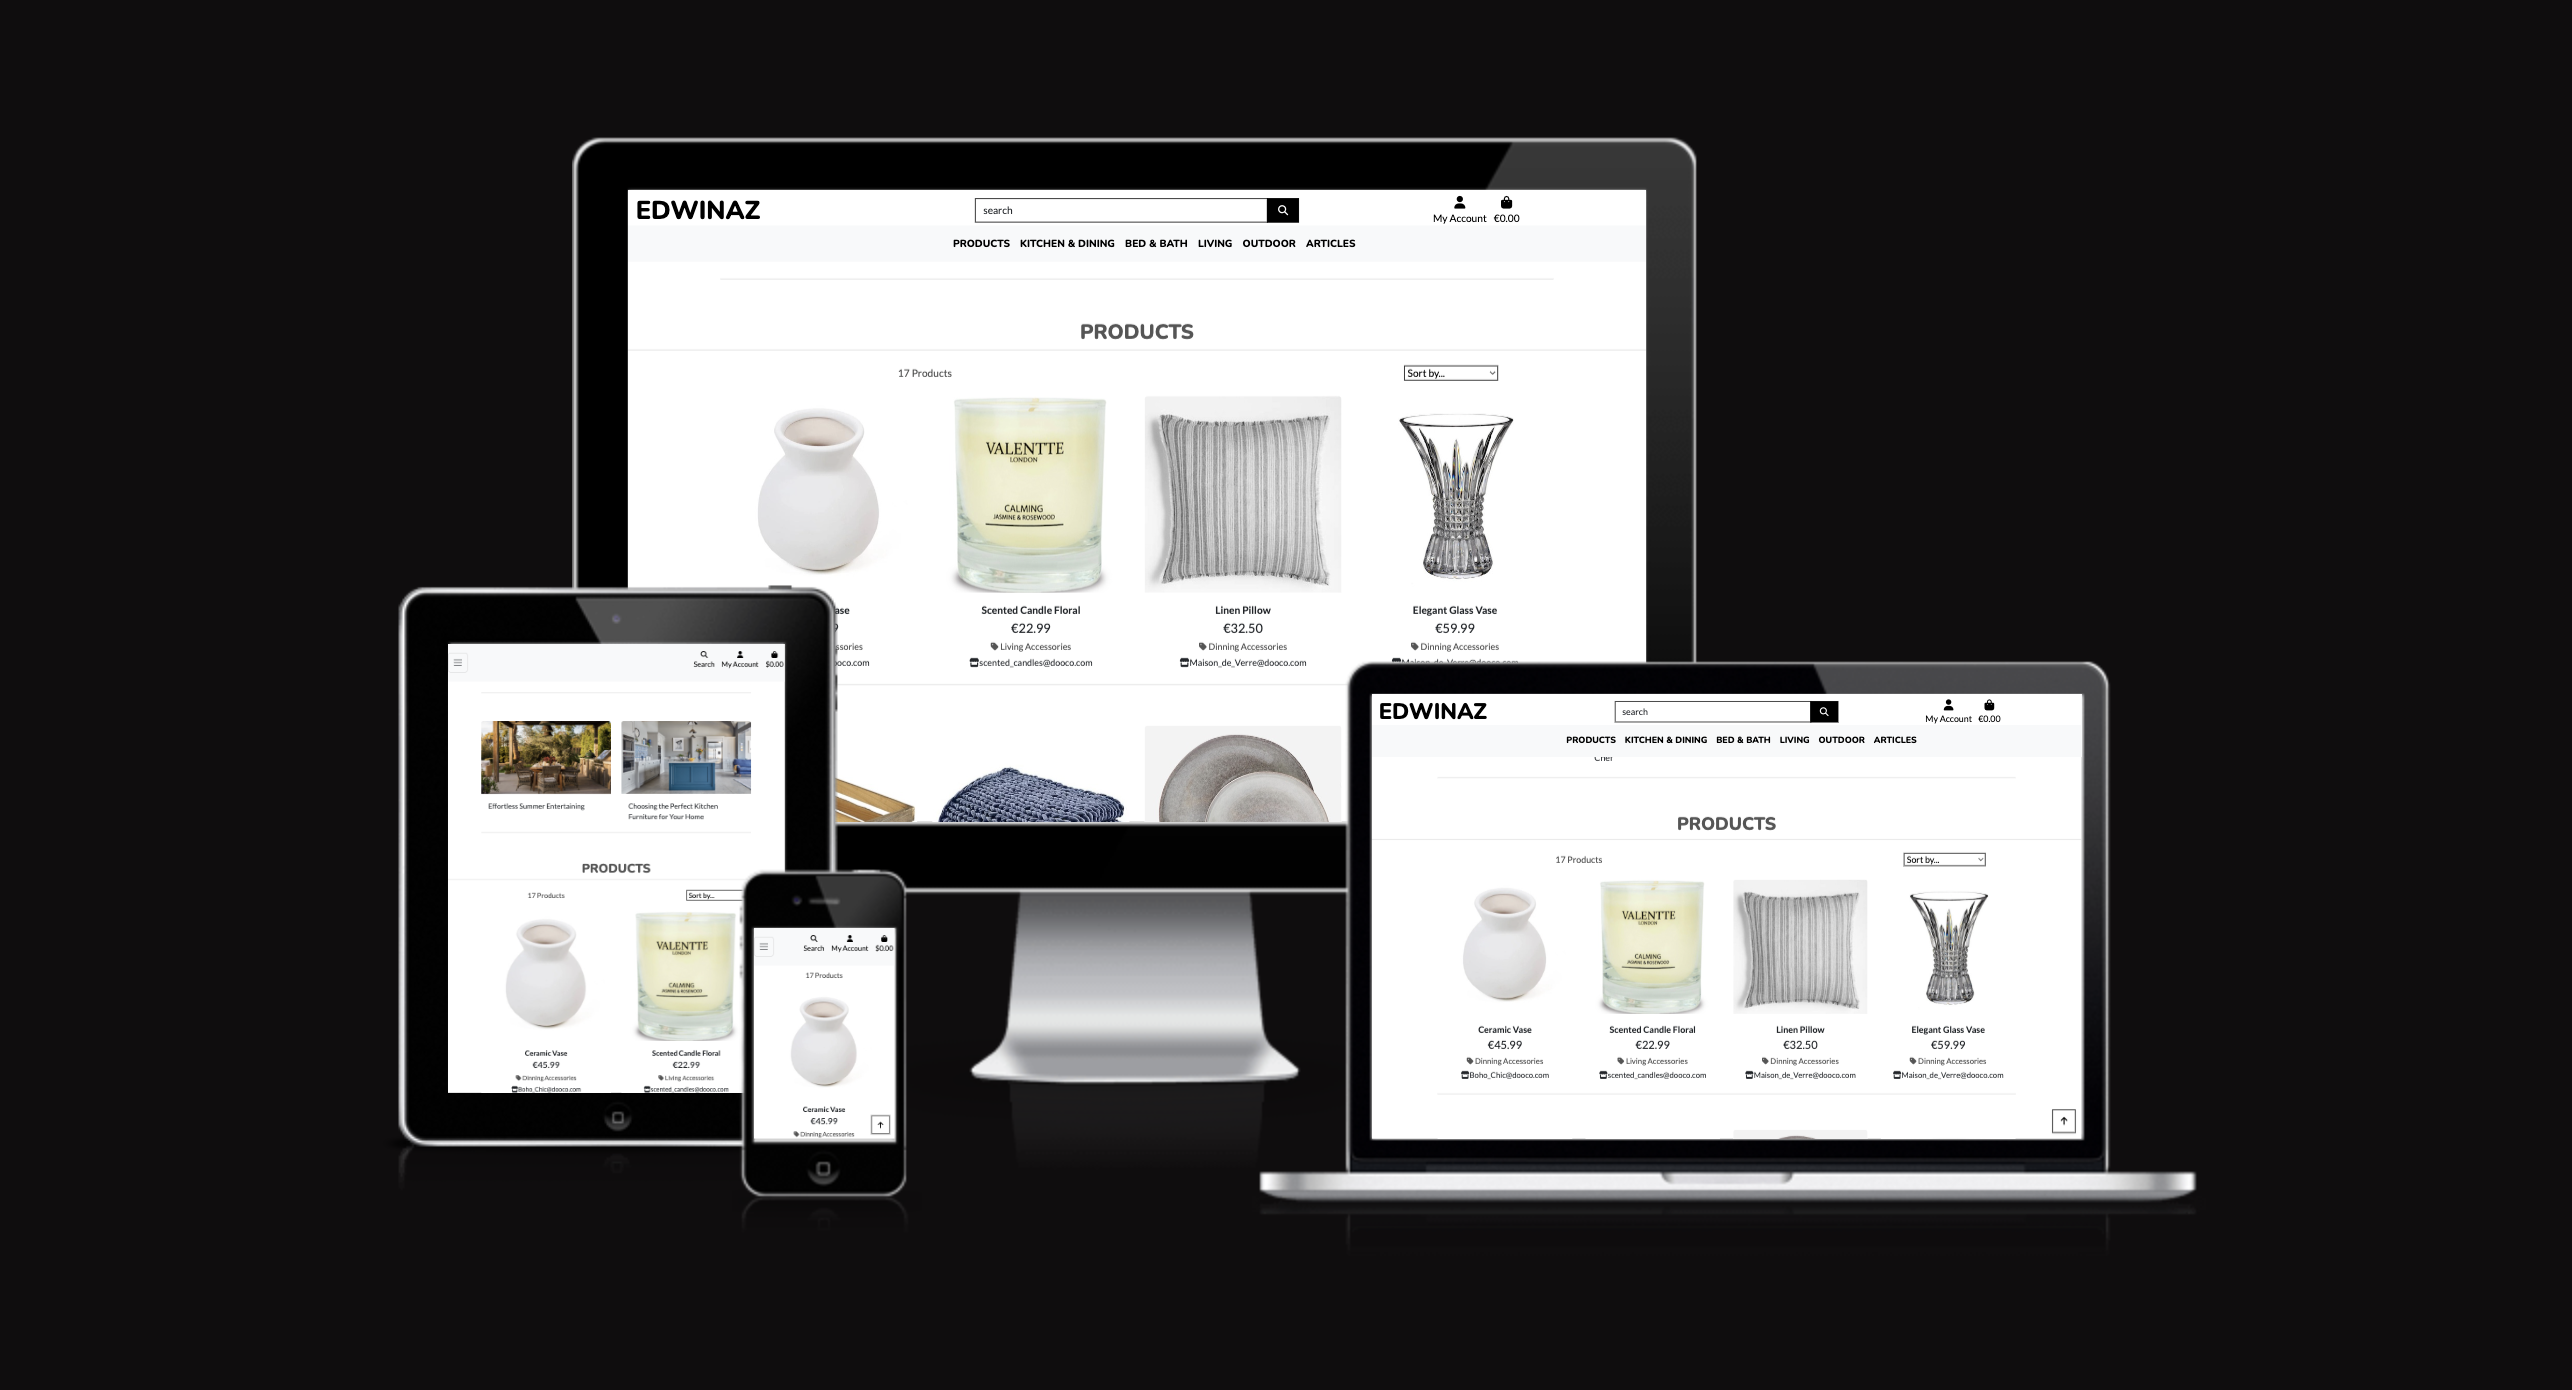 EDWINAZ
search
My Account €0.00
PRODUCTS KITCHEN & DINING BED & BATH LIVING OUTDOOR ARTICLES
PRODUCTS
17 Products Sort by...
VALENTTE
LONDON
CALMING
JASMINE & ROSEWOOD
ase Scented Candle Floral Linen Pillow Elegant Glass Vase
9 €22.99 €32.50 €59.99
ssories Living Accessories Dinning Accessories Dinning Accessories
oco.com scented_candles@dooco.com Maison_de_Verre@dooco.com Maison_de_Verre@dooco.com
Search My Account $0.00
Effortless Summer Entertaining
Choosing the Perfect Kitchen
Furniture for Your Home
PRODUCTS
17 Products Sort by...
VALENTTE
LONDON
CALMING
JASMINE & ROSEWOOD
Ceramic Vase Scented Candle Floral
€45.99 €22.99
Dinning Accessories Living Accessories
Boho_Chic@dooco.com scented_candles@dooco.com
Search My Account $0.00
17 Products
Ceramic Vase
€45.99
Dinning Accessories
EDWINAZ
search
My Account €0.00
PRODUCTS KITCHEN & DINING BED & BATH LIVING OUTDOOR ARTICLES
Chef
PRODUCTS
17 Products Sort by...
VALENTTE
LONDON
CALMING
JASMINE & ROSEWOOD
Ceramic Vase Scented Candle Floral Linen Pillow Elegant Glass Vase
€45.99 €22.99 €32.50 €59.99
Dinning Accessories Living Accessories Dinning Accessories Dinning Accessories
Boho_Chic@dooco.com scented_candles@dooco.com Maison_de_Verre@dooco.com Maison_de_Verre@dooco.com